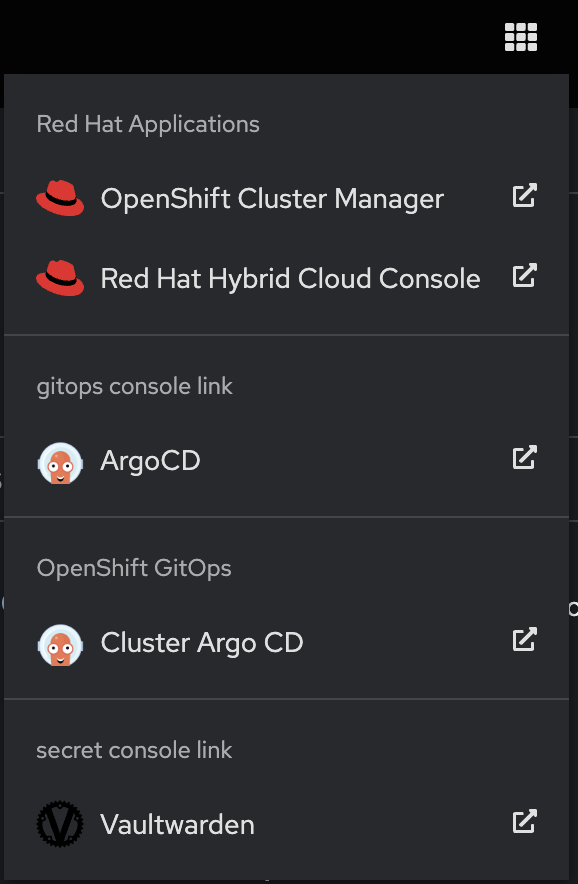 Red Hat Applications
OpenShift Cluster Manager
Red Hat Hybrid Cloud Console
gitops console link
ArgoCD
OpenShift GitOps
Cluster Argo CD
secret console link
Vaultwarden